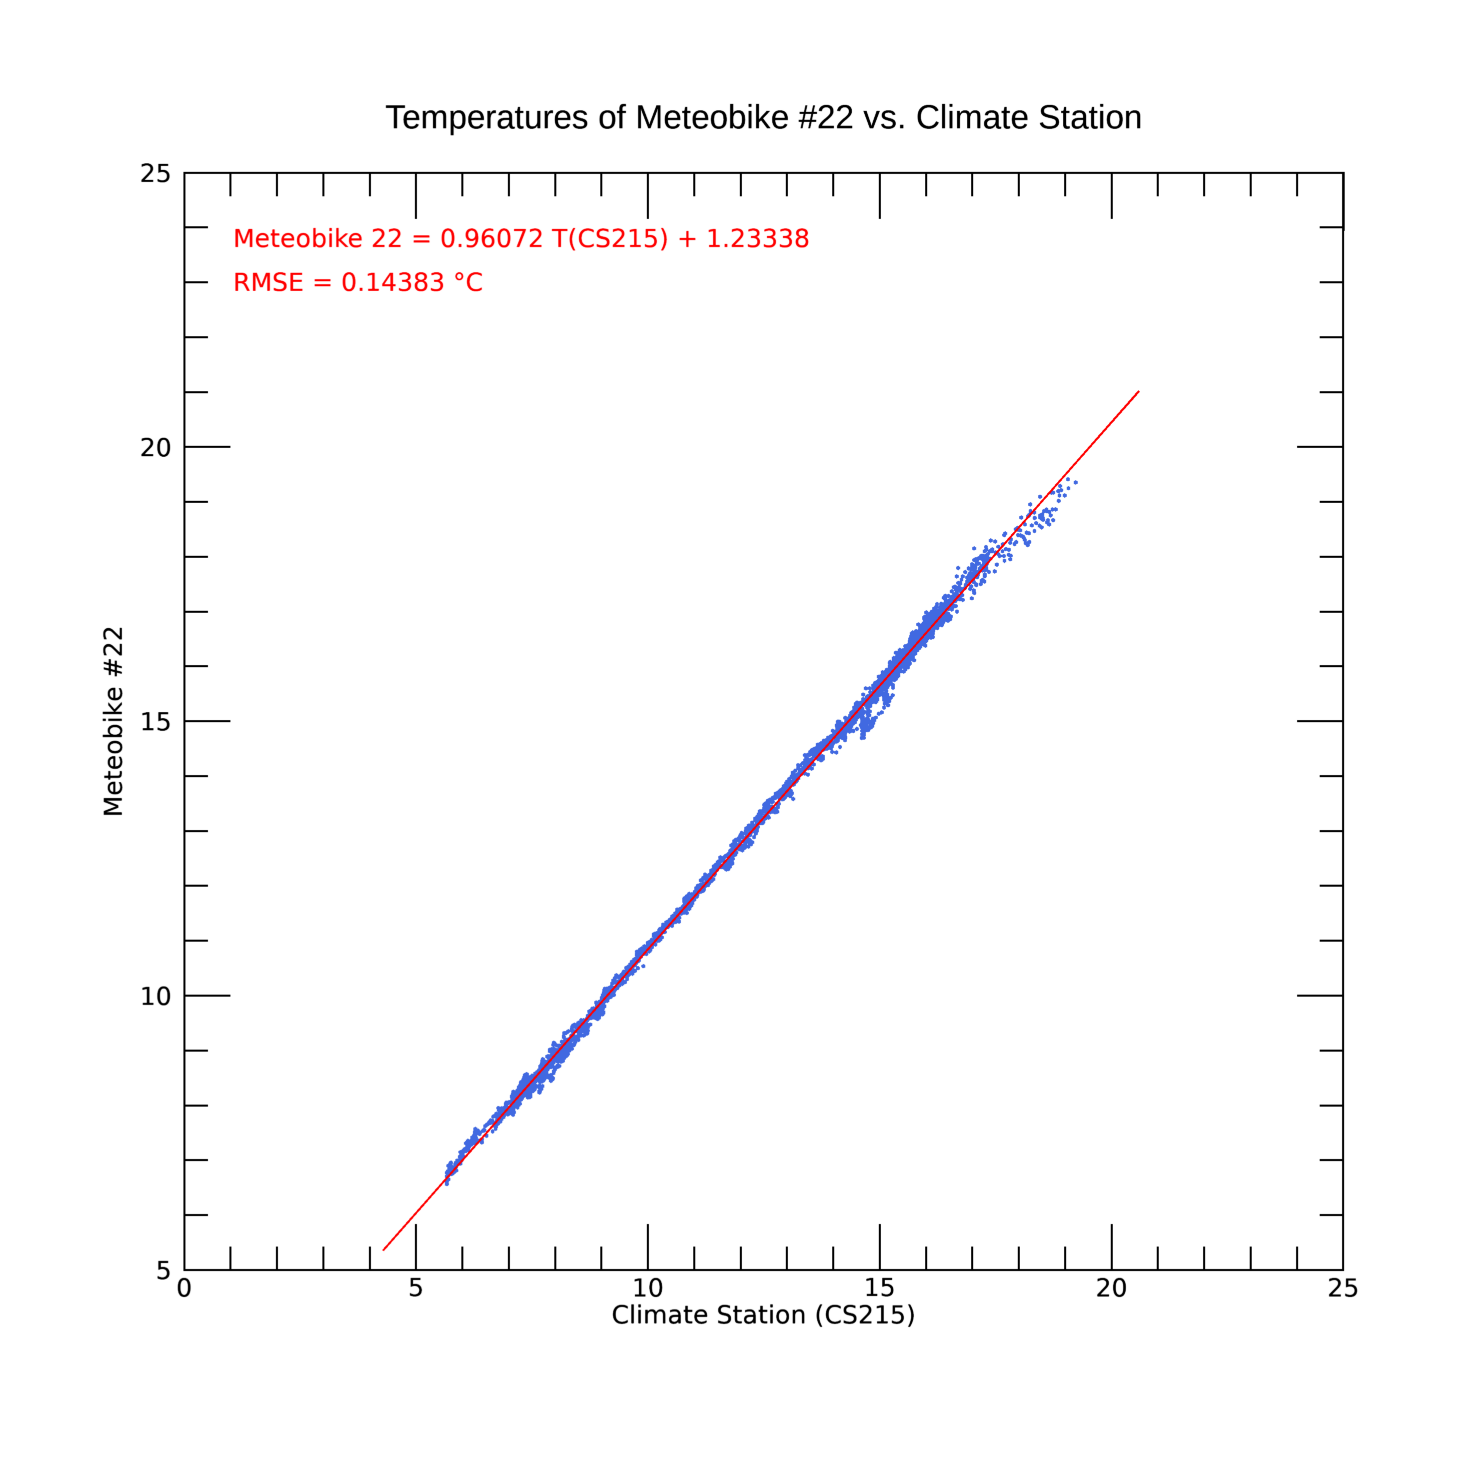 Temperatures of Meteobike #22 vs. Climate Station
25
Meteobike 22 = 0.96072 T(CS215) + 1.23338
RMSE = 0.14383 °C
20
Meteobike #22
15
10
5
0 5 10 15 20 25
Climate Station (CS215)